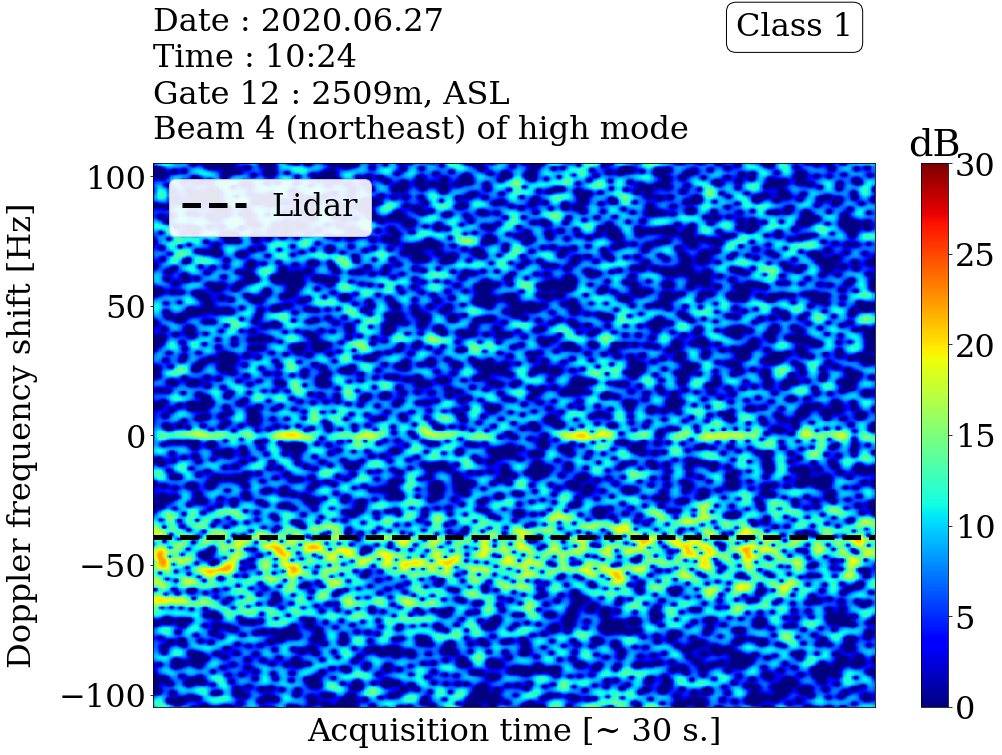 Date : 2020.06.27
Class 1
Time : 10:24
Gate 12 : 2509m, ASL
Beam 4 (northeast) of high mode
dB
Lidar
100
50
0
−50
−100
Doppler frequency shift [Hz]
Acquisition time [~ 30 s.]
30
25
20
15
10
5
0